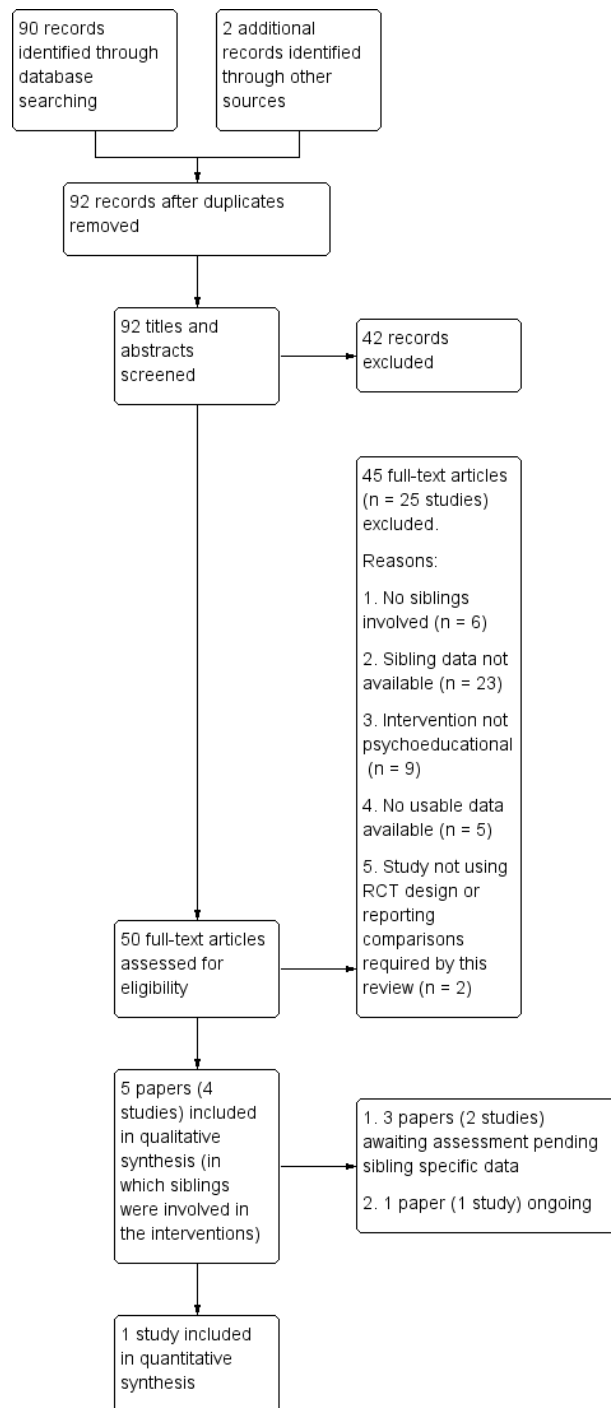 90 records
identified through
database
searching
2 additional
records identified
through other
sources
92 records after duplicates
removed
92 titles and
abstracts
screened
42 records
excluded
45 full-text articles
(n = 25 studies)
excluded.
Reasons:
1. No siblings
involved (n = 6)
2. Sibling data not
available (n = 23)
3. Intervention not
psychoeducational
(n = 9)
4. No usable data
available (n = 5)
5. Study not using
RCT design or
reporting
comparisons
required by this
review (n = 2)
50 full-text articles
assessed for
eligibility
5 papers (4
studies) included
in qualitative
synthesis (in
which siblings
were involved in
the interventions)
1. 3 papers (2 studies)
awaiting assessment pending
sibling specific data
2. 1 paper (1 study) ongoing
1 study included
in quantitative
synthesis